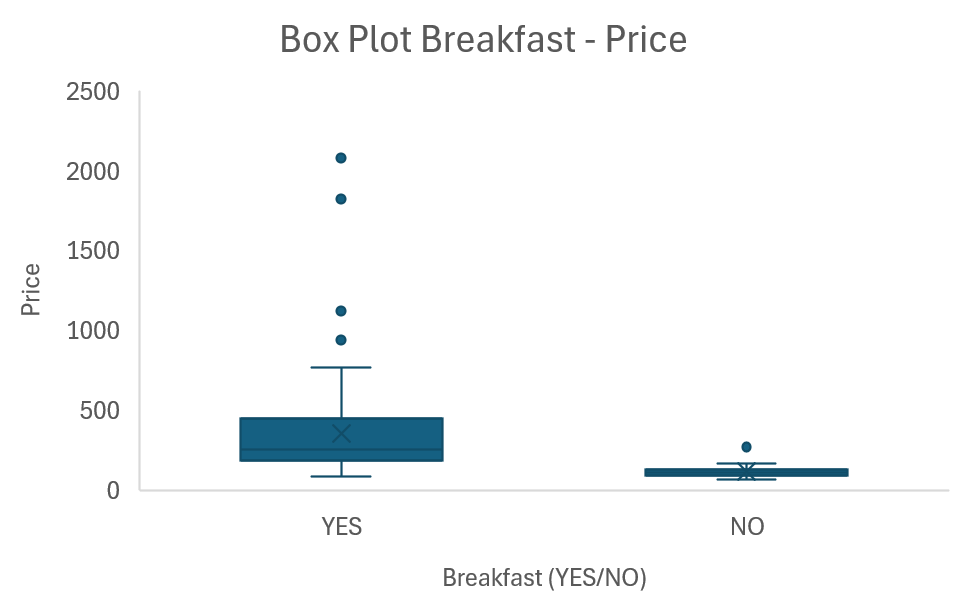 Box Plot Breakfast - Price
2500
2000
1500
1000
500
0
Price
YES
NO
Breakfast (YES/NO)